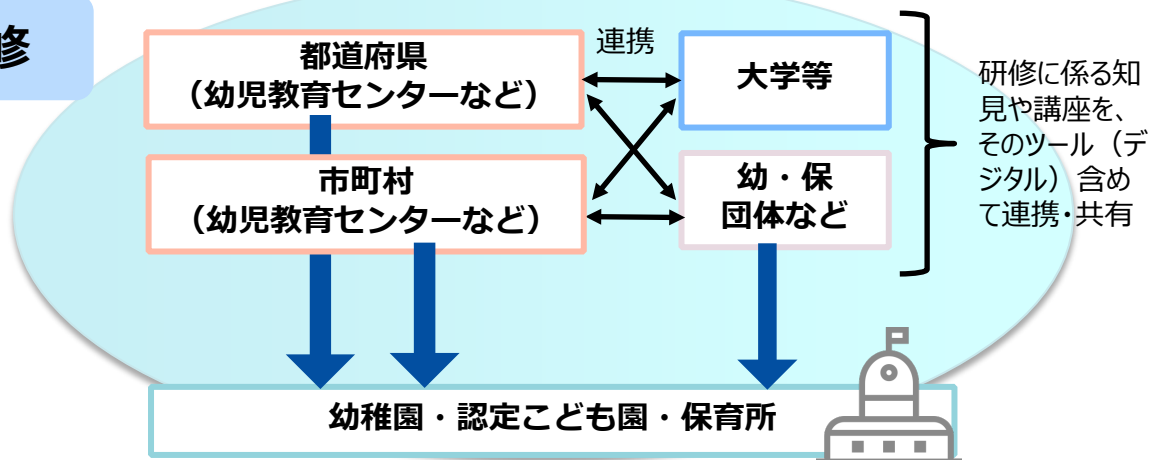 修
都道府県
（幼児教育センターなど）
連携
大学等
市町村
（幼児教育センターなど）
幼・保
団体など
研修に係る知
見や講座を、
そのツール（デ
ジタル）含め
て連携・共有
幼稚園・認定こども園・保育所